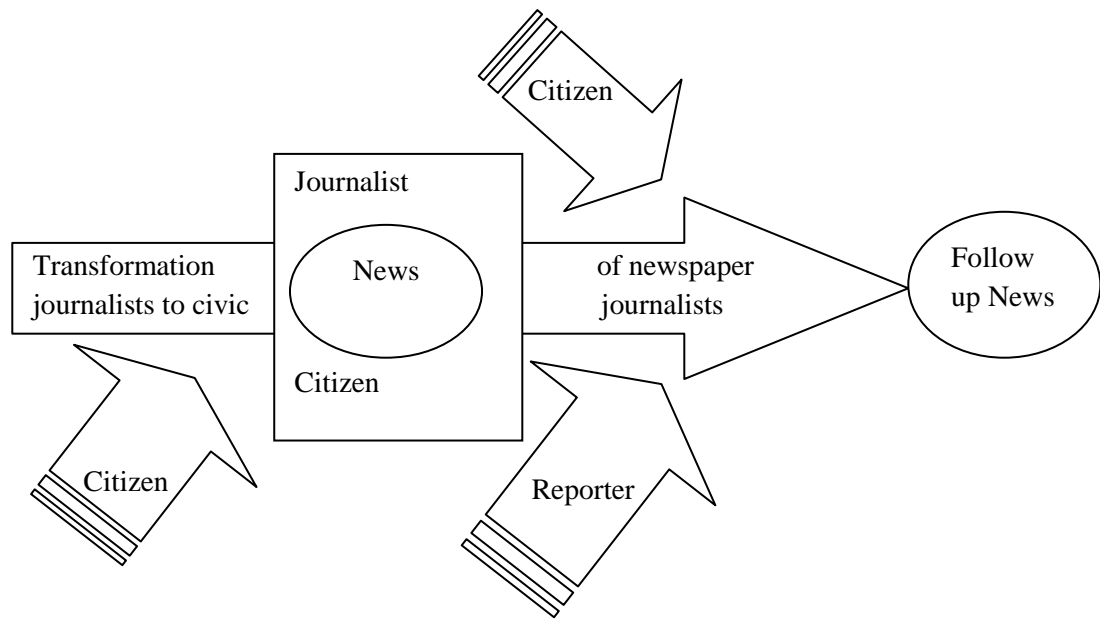 Citizen
Journalist
News
Citizen
Transformation
journalists to civic
of newspaper
journalists
Follow
up News
Citizen
Reporter